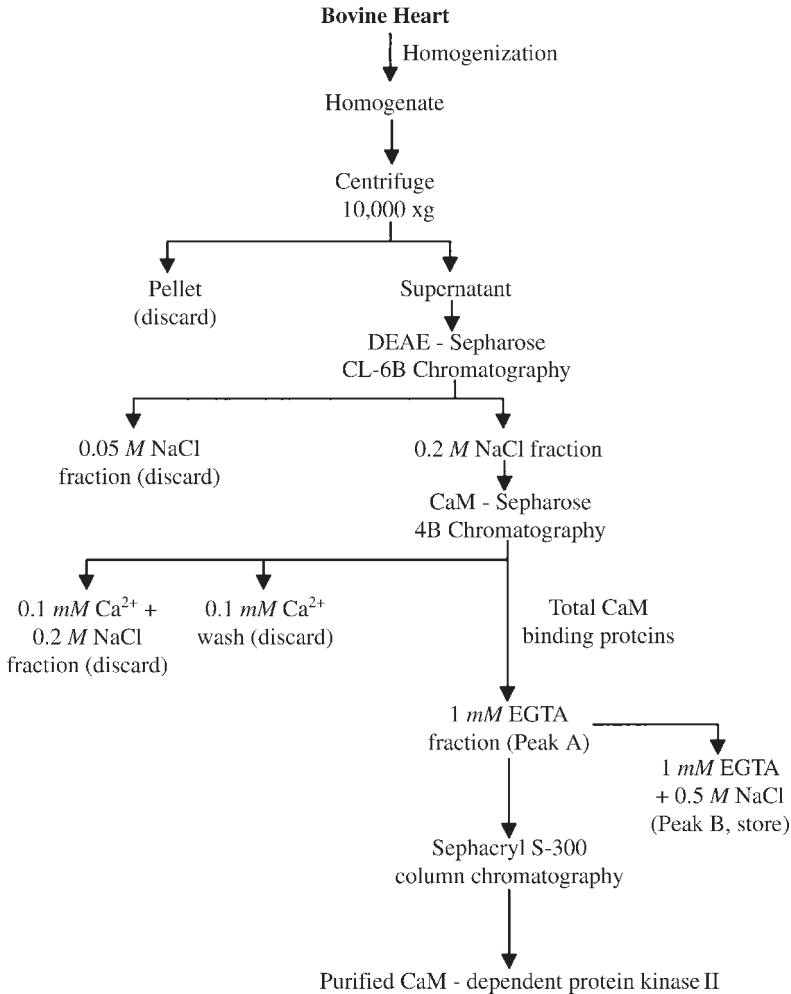 Bovine Heart
Homogenization
Homogenate
Centrifuge
10,000 xg
Pellet
(discard)
Supernatant
DEAE - Sepharose
CL-6B Chromatography
0.05 M NaCl
fraction (discard)
0.2 M NaCl fraction
CaM - Sepharose
4B Chromatography
0.1 mM Ca²⁺ +
0.2 M NaCl
fraction (discard)
0.1 mM Ca²⁺
wash (discard)
Total CaM
binding proteins
1 mM EGTA
fraction (Peak A)
1 mM EGTA
+ 0.5 M NaCl
(Peak B, store)
Sephacryl S-300
column chromatography
Purified CaM - dependent protein kinase II